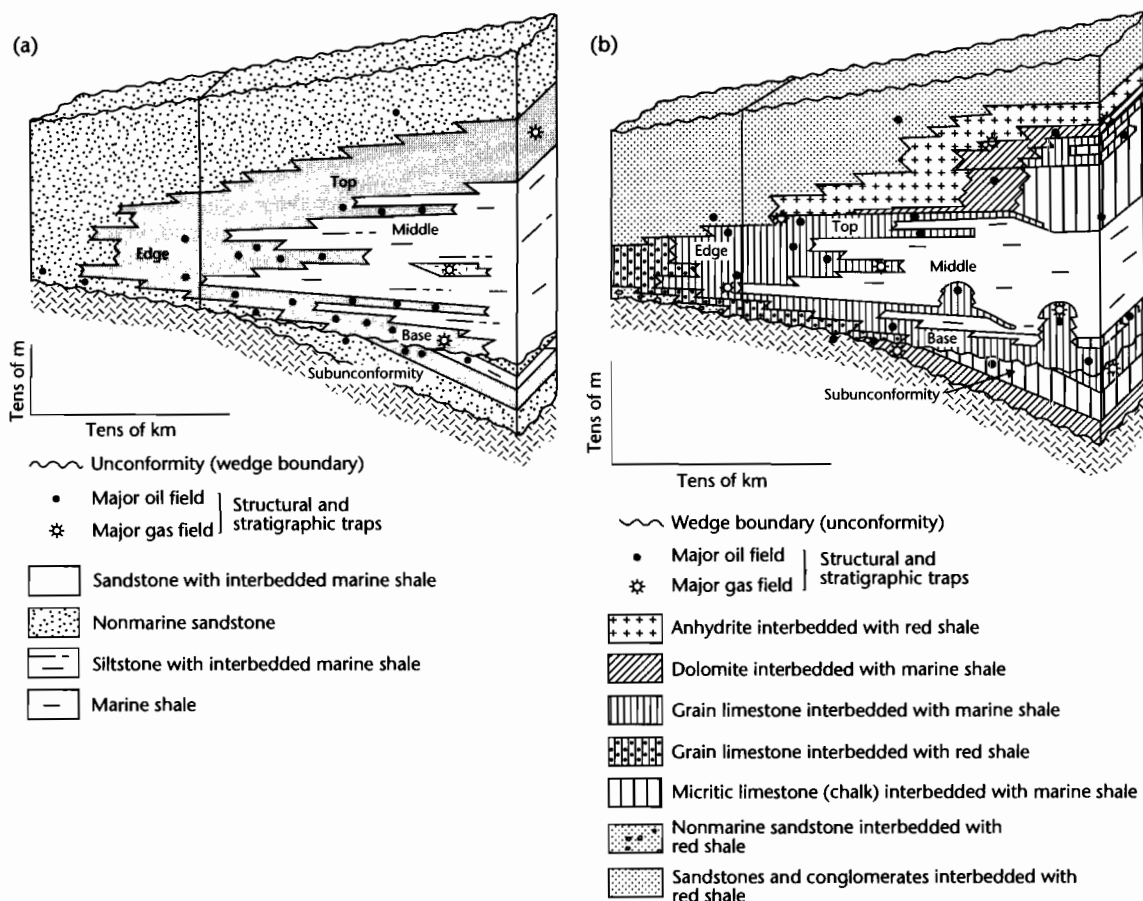 (a)
Top
Middle
Edge
Base
Subunconformity
Tens of m
Tens of km
Unconformity (wedge boundary)
Major oil field
Major gas field
Structural and
stratigraphic traps
Sandstone with interbedded marine shale
Nonmarine sandstone
Siltstone with interbedded marine shale
Marine shale
(b)
Top
Edge
Middle
Base
Subunconformity
Tens of m
Tens of km
Wedge boundary (unconformity)
Major oil field
Major gas field
Structural and
stratigraphic traps
Anhydrite interbedded with red shale
Dolomite interbedded with marine shale
Grain limestone interbedded with marine shale
Grain limestone interbedded with red shale
Micritic limestone (chalk) interbedded with marine shale
Nonmarine sandstone interbedded with
red shale
Sandstones and conglomerates interbedded with
red shale